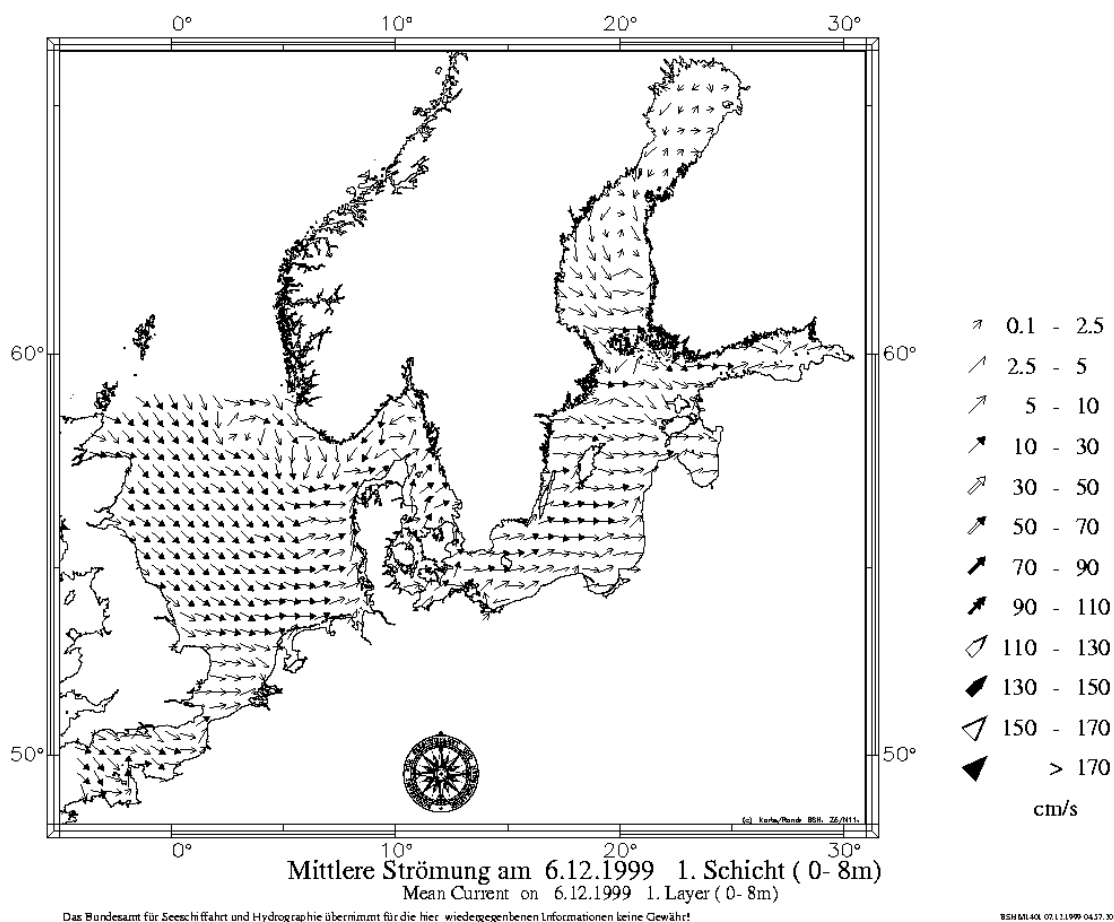 0° 10° 20° 30°
60° 60°
50° 50°
0° 10° 20° 30°
0.1 - 2.5
2.5 - 5
5 - 10
10 - 30
30 - 50
50 - 70
70 - 90
90 - 110
110 - 130
130 - 150
150 - 170
> 170
cm/s
Mittlere Strömung am 6.12.1999 1. Schicht ( 0- 8m)
Mean Current on 6.12.1999 1. Layer ( 0- 8m)
Das Bundesamt für Seeschiffahrt und Hydrographie übernimmt für die hier wiedergegebenen Informationen keine Gewähr!